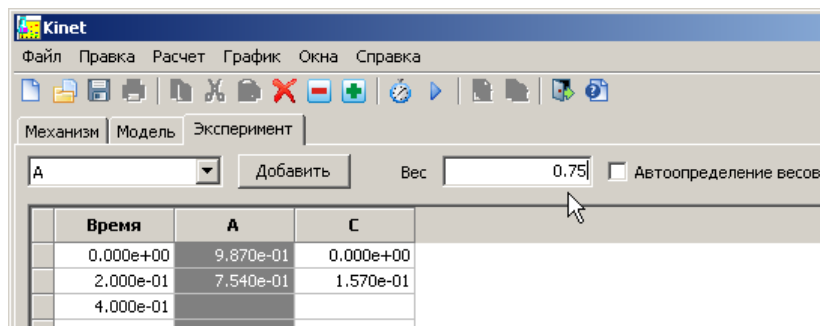 Kinet
Файл Правка Расчет График Окна Справка
Механизм Модель Эксперимент
A Добавить Вес 0.75 Автоопределение весов
Время A C
0.000e+00 9.870e-01 0.000e+00
2.000e-01 7.540e-01 1.570e-01
4.000e-01